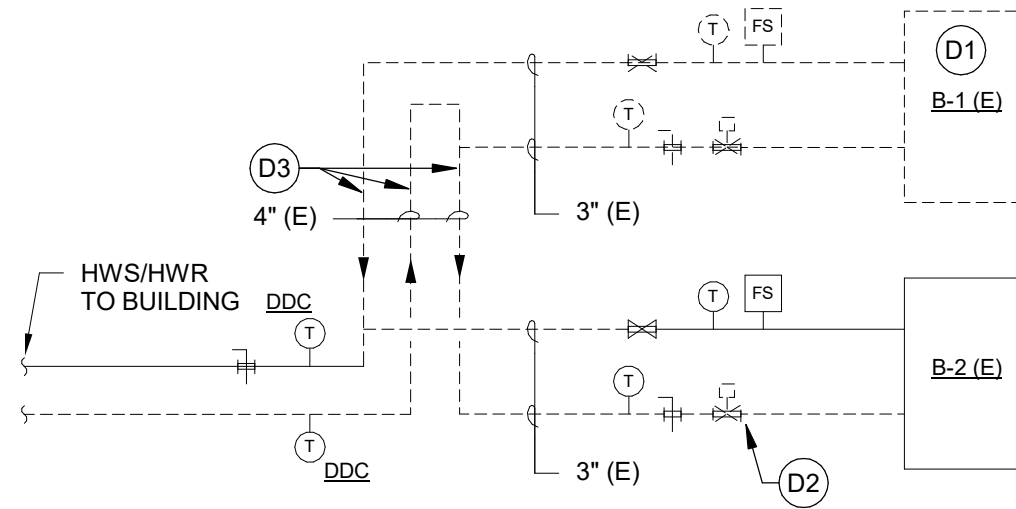 T
FS
D1
B-1 (E)
T
D3
4" (E)
3" (E)
HWS/HWR
TO BUILDING
DDC
T
T
FS
B-2 (E)
T
T
DDC
3" (E)
D2